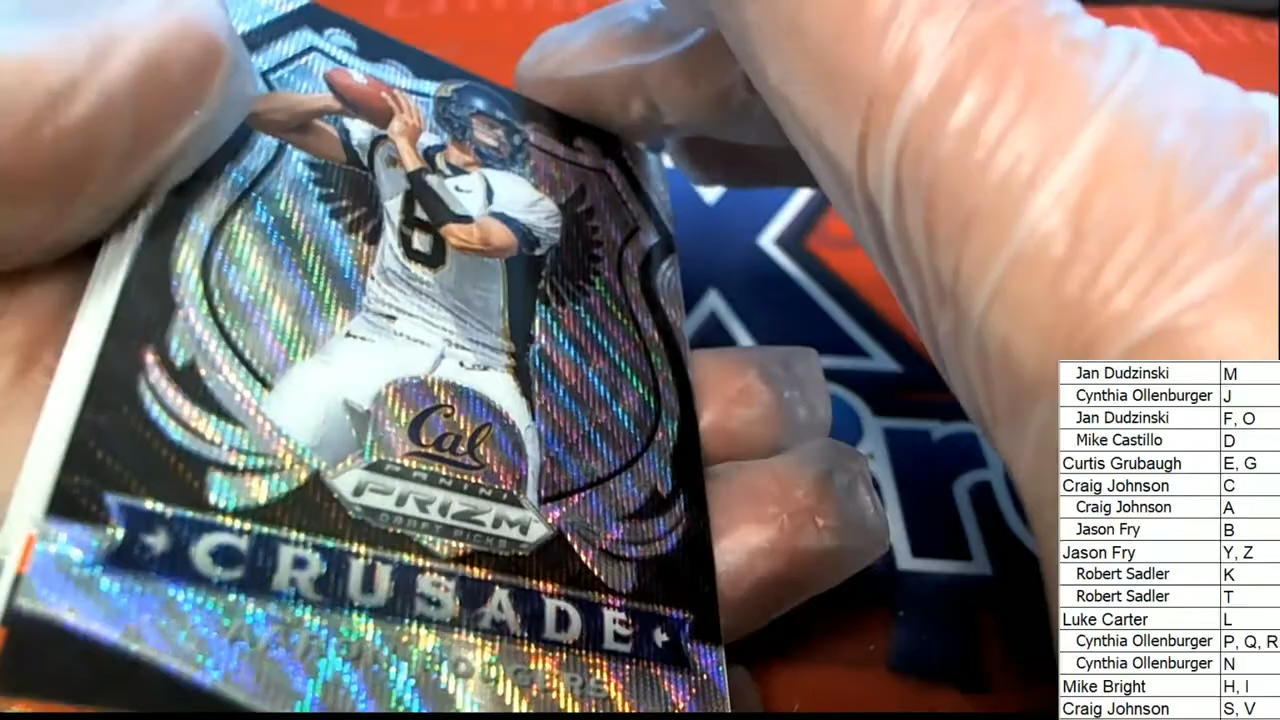 8
Cal
PANINI
PRIZM
DRAFT PICKS
CRUSADE
Jan Dudzinski M
Cynthia Ollenburger J
Jan Dudzinski F, O
Mike Castillo D
Curtis Grubaugh E, G
Craig Johnson C
Craig Johnson A
Jason Fry B
Jason Fry Y, Z
Robert Sadler K
Robert Sadler T
Luke Carter L
Cynthia Ollenburger P, Q, R
Cynthia Ollenburger N
Mike Bright H, I
Craig Johnson S, V